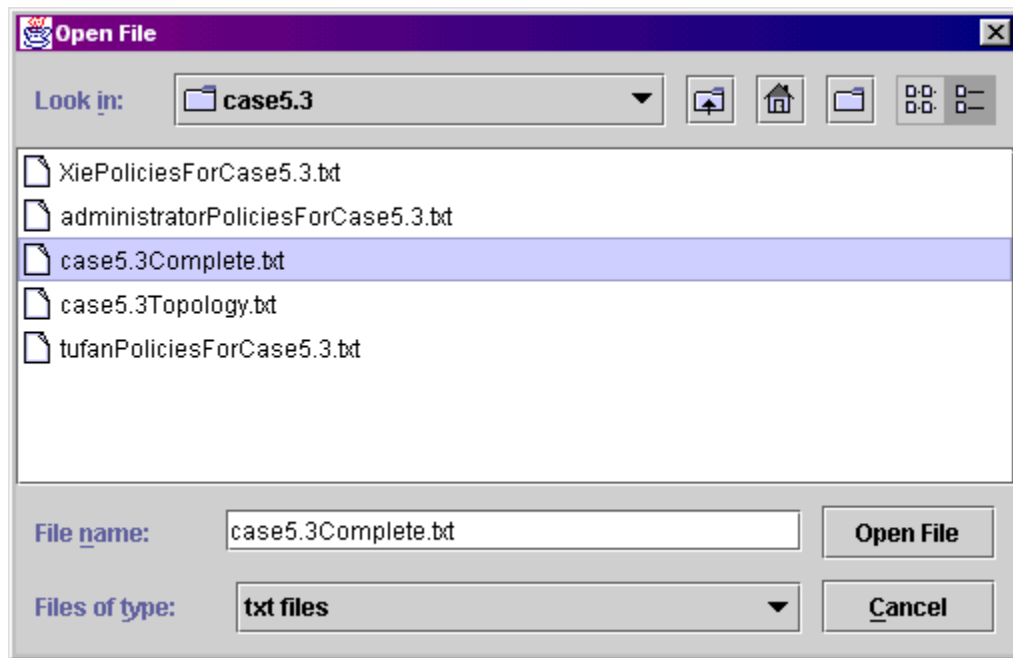 Open File
Look in: case5.3
XiePoliciesForCase5.3.txt
administratorPoliciesForCase5.3.txt
case5.3Complete.txt
case5.3Topology.txt
tufanPoliciesForCase5.3.txt
File name: case5.3Complete.txt Open File
Files of type: txt files Cancel